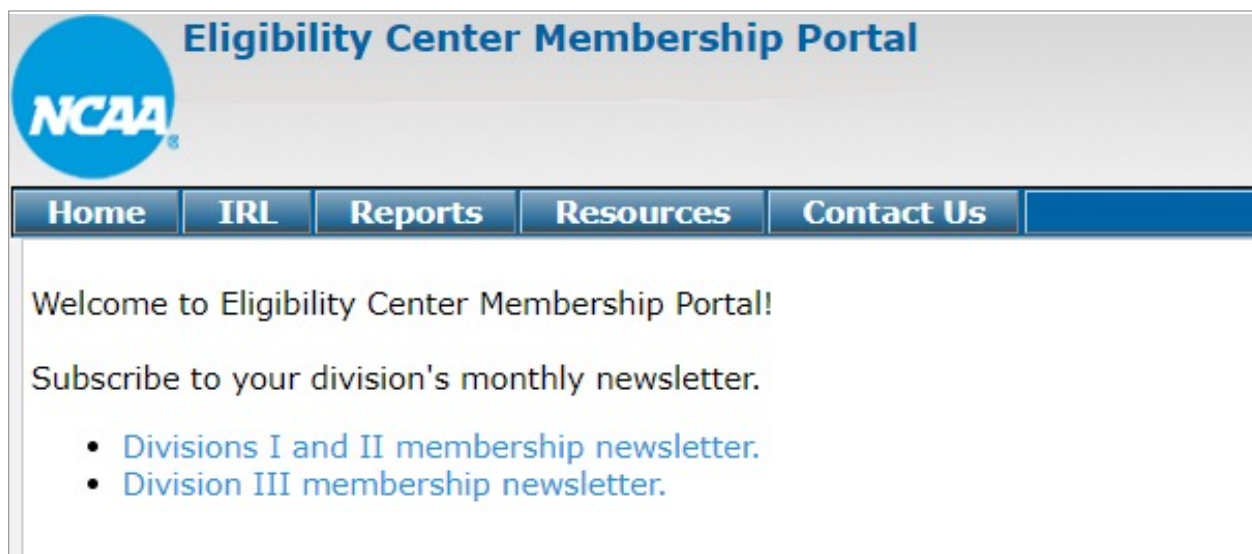 Eligibility Center Membership Portal
NCAA
Home IRL Reports Resources Contact Us
Welcome to Eligibility Center Membership Portal!
Subscribe to your division's monthly newsletter.
• Divisions I and II membership newsletter.
• Division III membership newsletter.